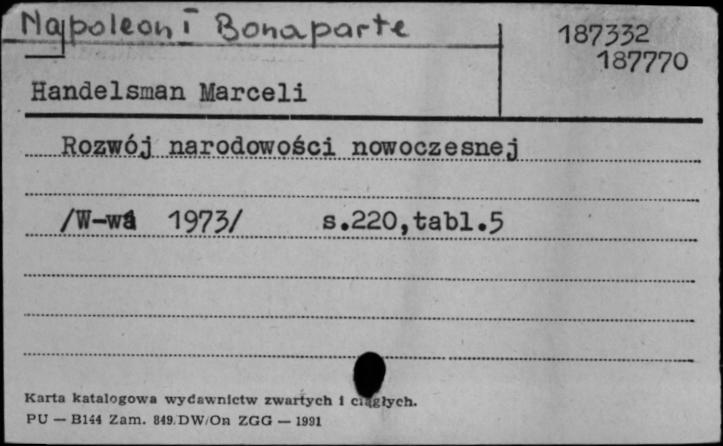 Napoleon I Bonaparte
187332
187770
Handelsman Marceli
Rozwój narodowości nowoczesnej
/W-wa 1973/ s.220,tabl.5
Karta katalogowa wydawnictw zwartych i ciągłych.
PU — B144 Zam. 849.DW/On ZGG — 1991